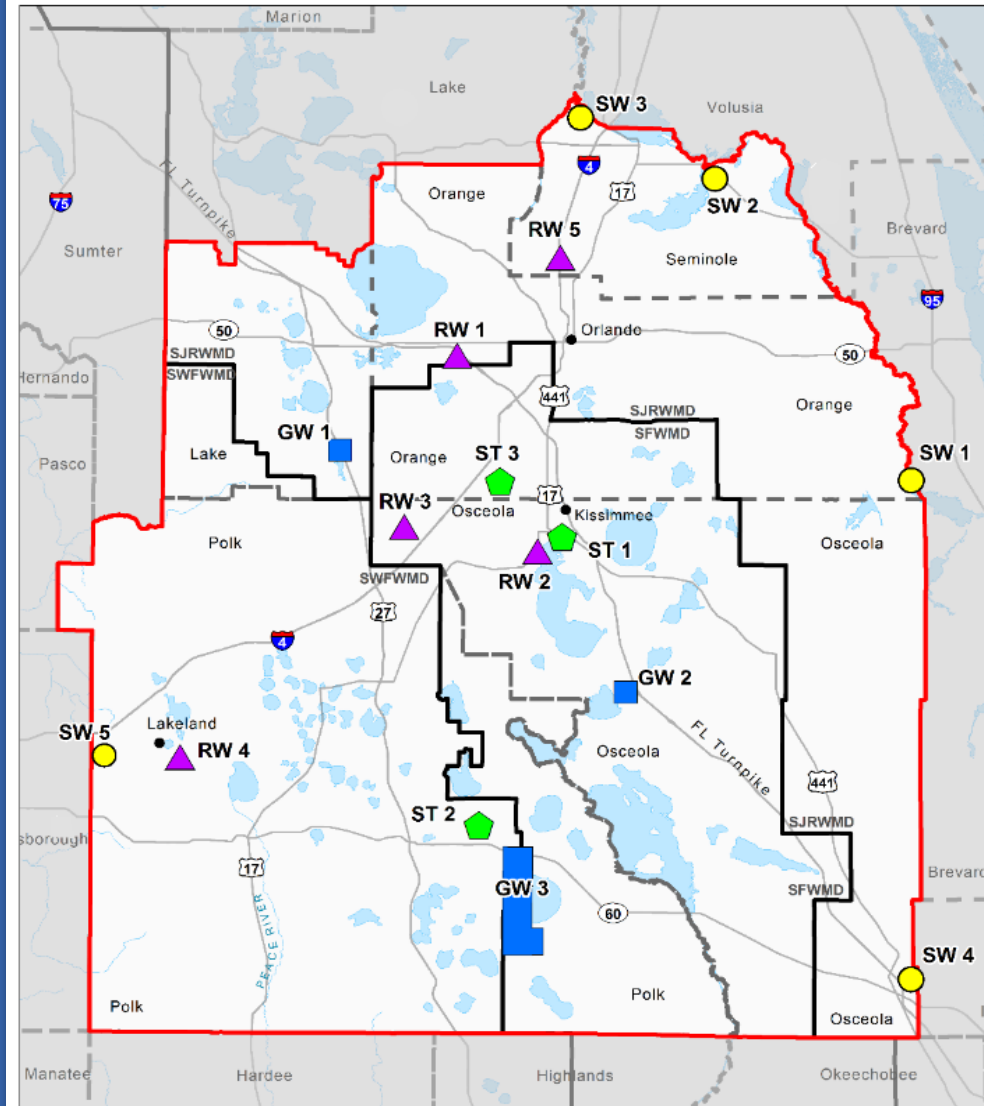 Marion
Lake
Volusia
SW 3
4
FL Turnpike
Orange
17
SW 2
75
Brevard
RW 5
Sumter
Seminole
95
50
RW 1
Orlando
50
SJRWMD
SWFWMD
Hernando
441
Orange
SJRWMD
SFWMD
GW 1
Lake
Orange
ST 3
SW 1
Pasco
17
RW 3
Osceola
Kissimmee
Polk
Osceola
ST 1
RW 2
SWFWMD
27
4
GW 2
SW 5
Lakeland
RW 4
Osceola
FL Turnpike
441
ST 2
SJRWMD
sborough
17
Brevard
GW 3
SFWMD
60
PEACE RIVER
SW 4
Polk
Polk
Osceola
Manatee
Hardee
Highlands
Okeechobee